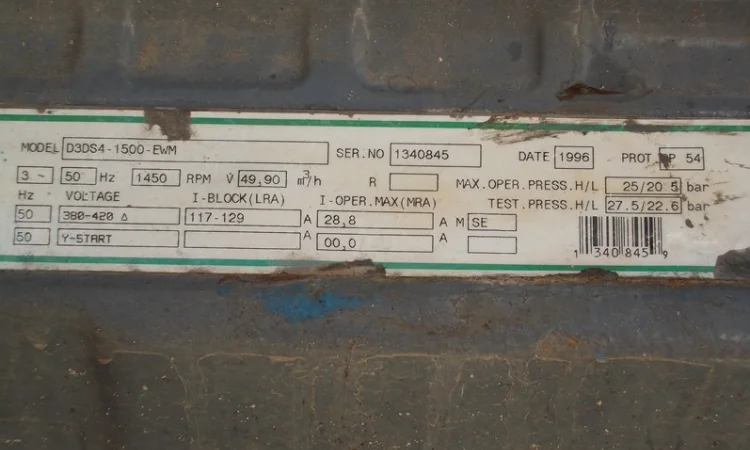 MODEL D3DS4-1500-EWM SER.NO 1340845 DATE 1996 PROT. IP 54
3 ~ 50 Hz 1450 RPM V̇ 49,90 m³/h R MAX.OPER.PRESS.H/L 25/20.5 bar
Hz VOLTAGE I-BLOCK(LRA) I-OPER.MAX(MRA) TEST.PRESS.H/L 27.5/22.6 bar
50 380-420 Δ 117-129 A 28,8 A M SE
50 Y-START A 00,0 A
1 340 845 9